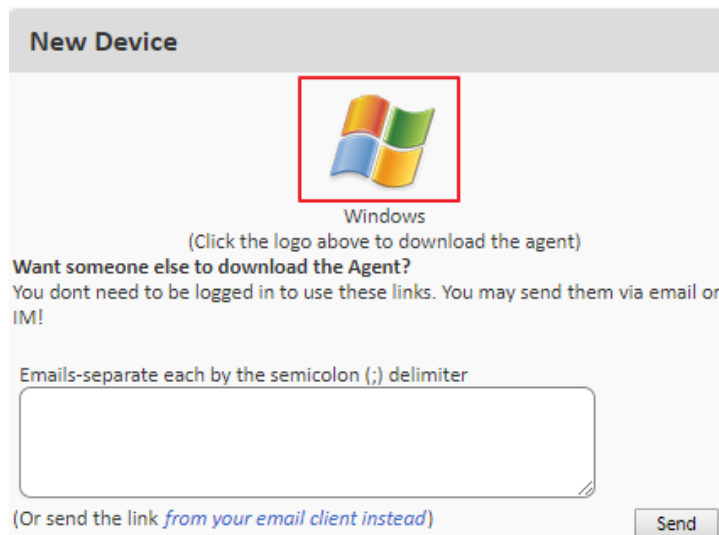 New Device
Windows
(Click the logo above to download the agent)
Want someone else to download the Agent?
You dont need to be logged in to use these links. You may send them via email or
IM!
Emails-separate each by the semicolon (;) delimiter
(Or send the link from your email client instead)
Send